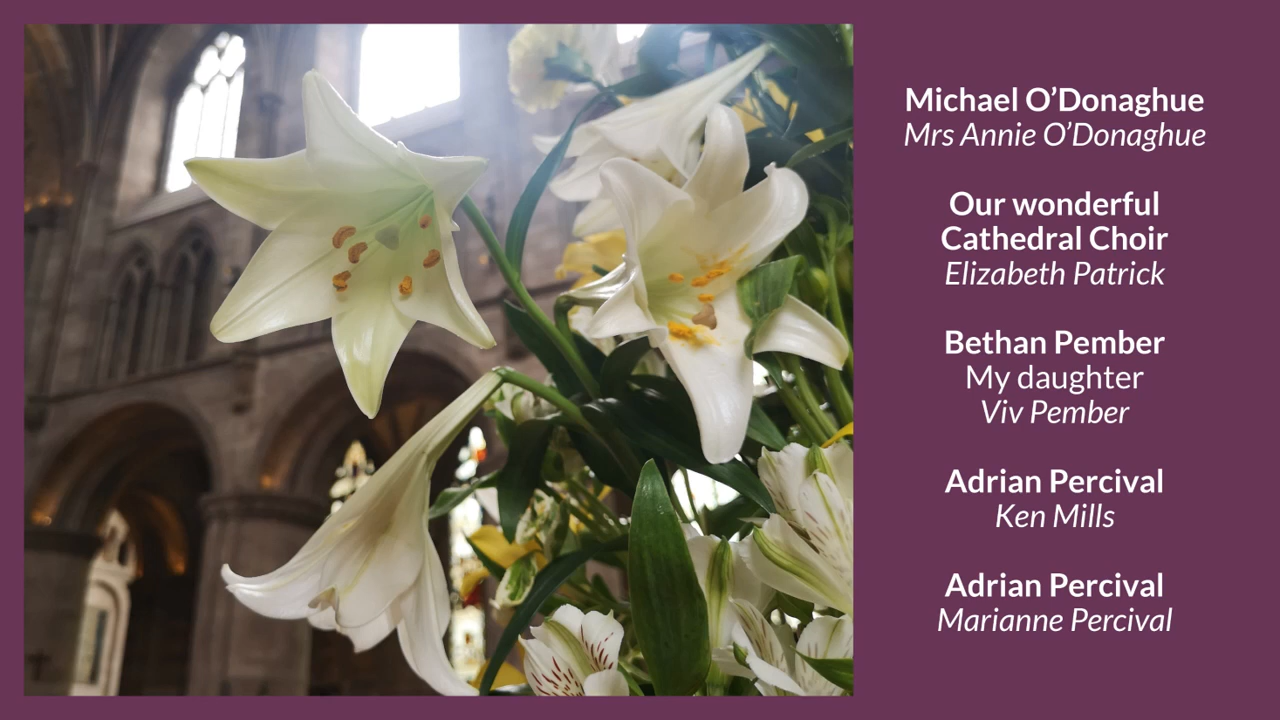 Michael O’Donaghue
Mrs Annie O’Donaghue
Our wonderful
Cathedral Choir
Elizabeth Patrick
Bethan Pember
My daughter
Viv Pember
Adrian Percival
Ken Mills
Adrian Percival
Marianne Percival